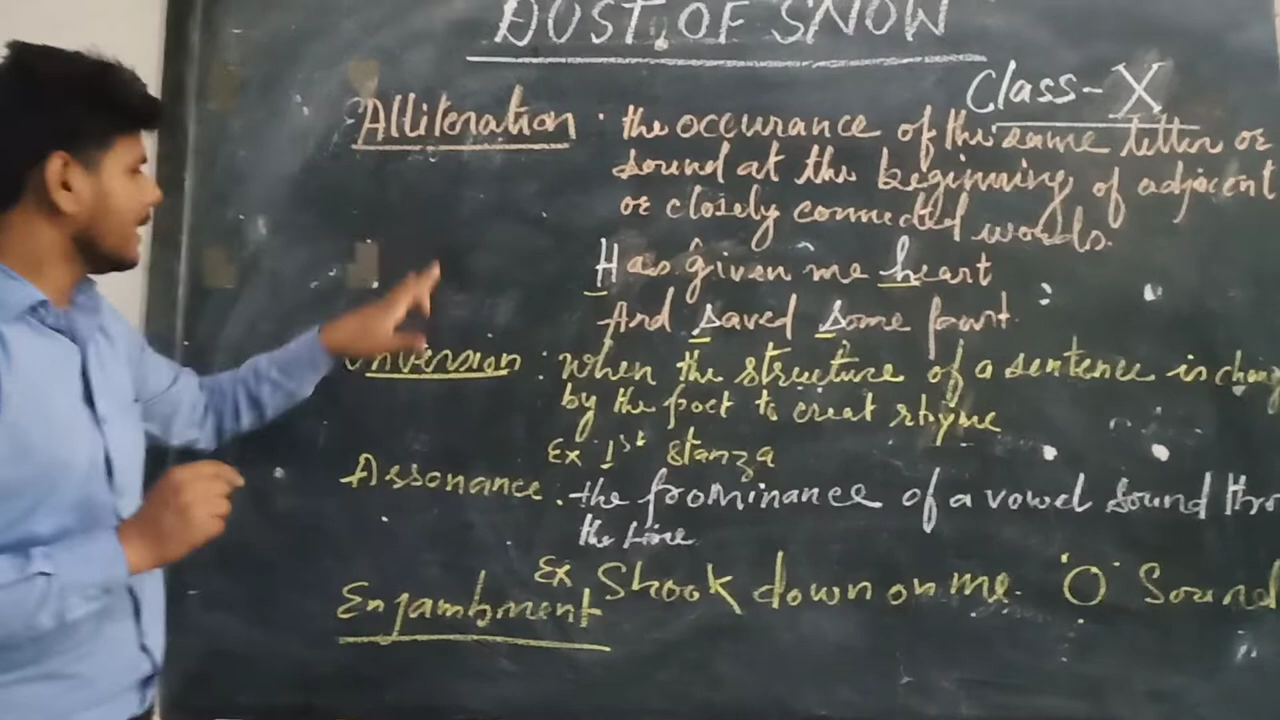 DUST OF SNOW
Class-X
Alliteration : the occurance of the same letter or
sound at the beginning of adjacent
or closely connected words.
Has given me heart
And saved some part.
Inversion : when the structure of a sentence is chang
by the poet to creat rhyme
Ex 1st stanza
Assonance : the prominance of a vowel sound thro
the line
Ex Shook down on me. 'O' Sound
Enjambment